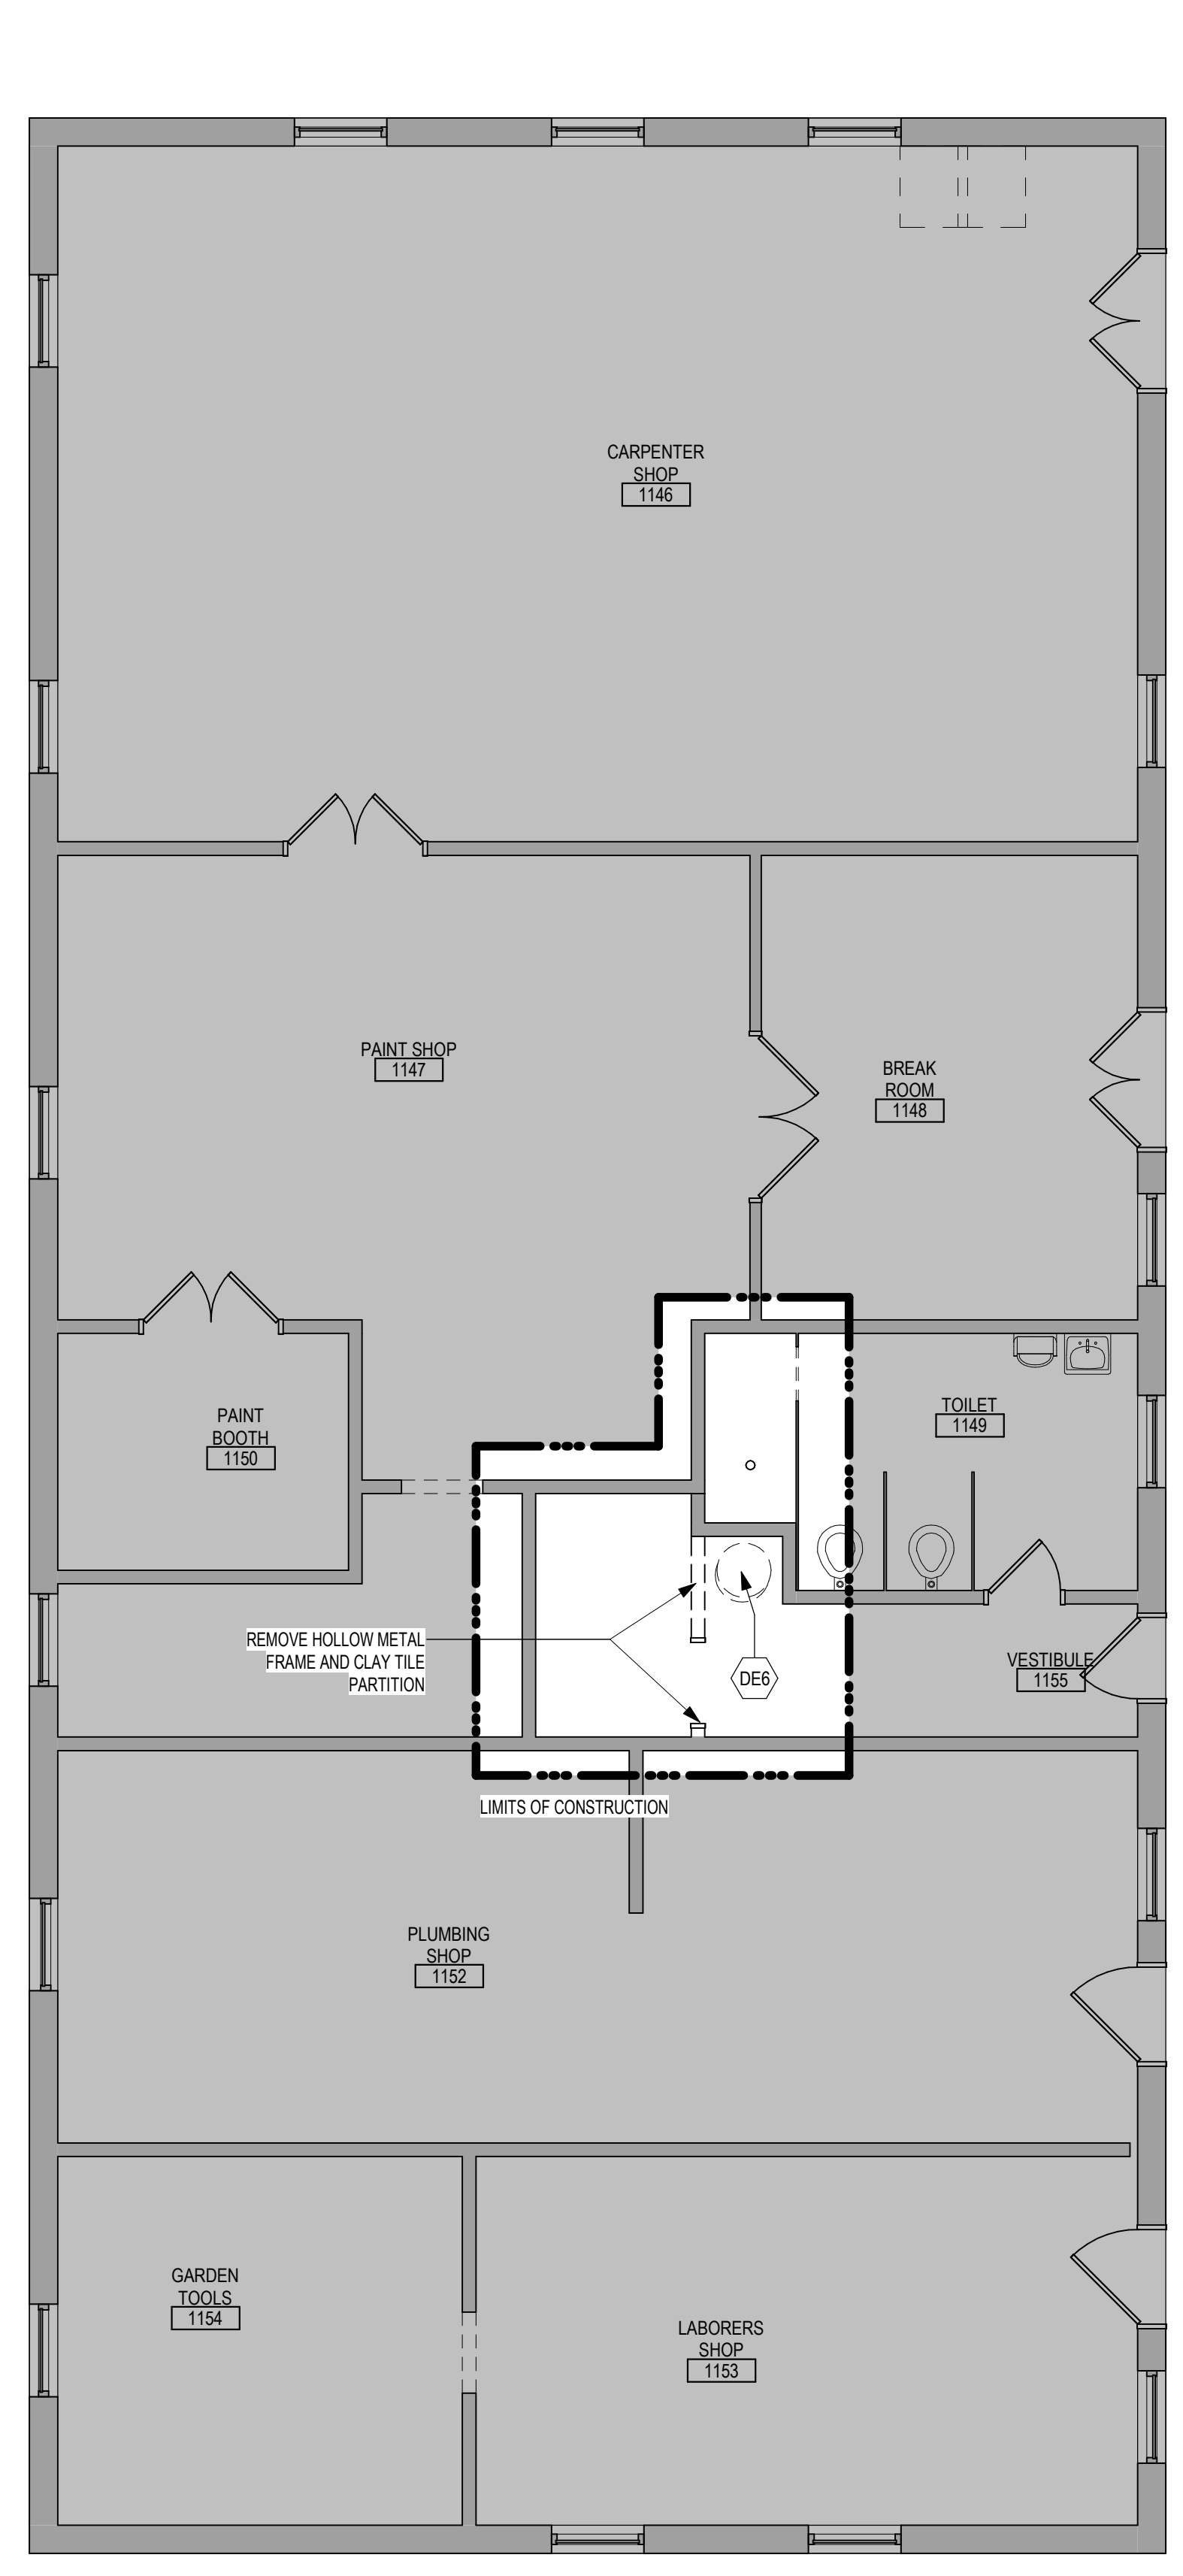 CARPENTER
SHOP
1146
PAINT SHOP
1147
BREAK
ROOM
1148
PAINT
BOOTH
1150
TOILET
1149
REMOVE HOLLOW METAL
FRAME AND CLAY TILE
PARTITION
DE6
VESTIBULE
1155
LIMITS OF CONSTRUCTION
PLUMBING
SHOP
1152
GARDEN
TOOLS
1154
LABORERS
SHOP
1153